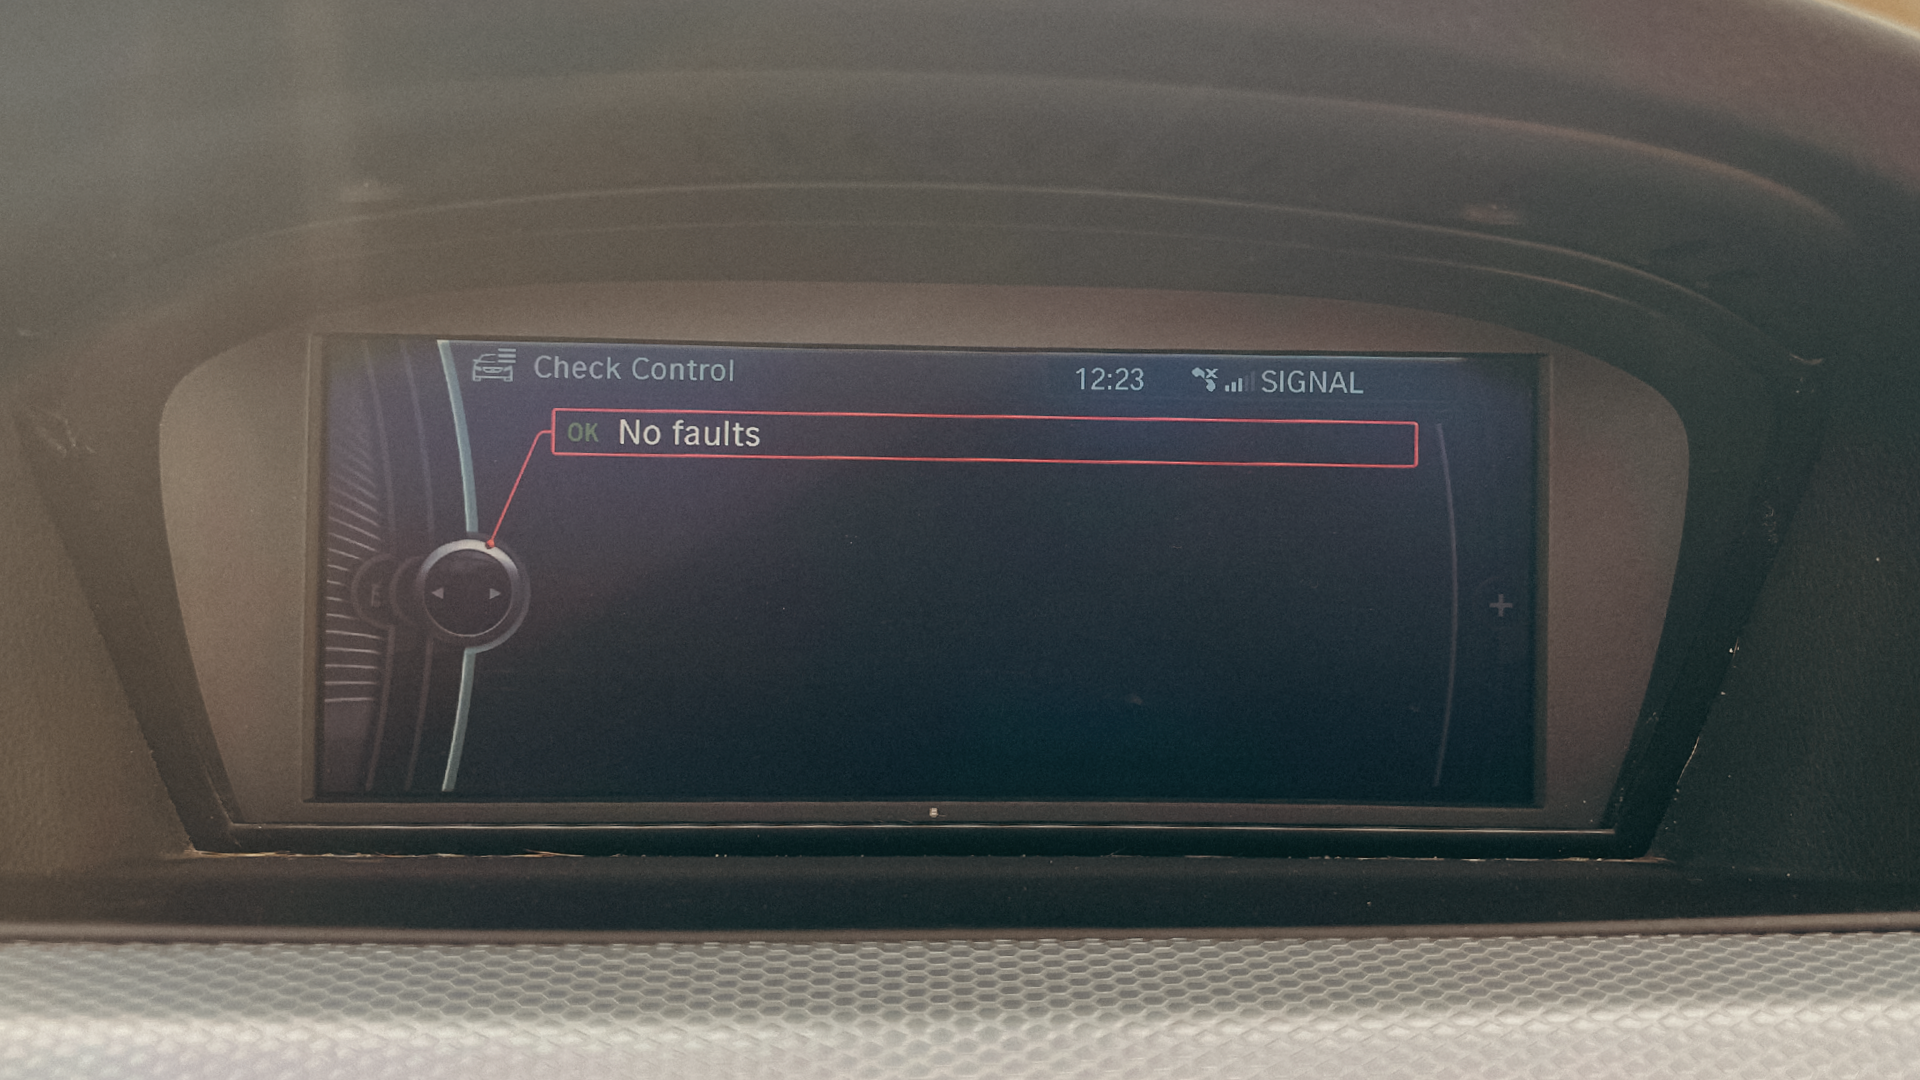 Check Control
12:23 SIGNAL
OK No faults